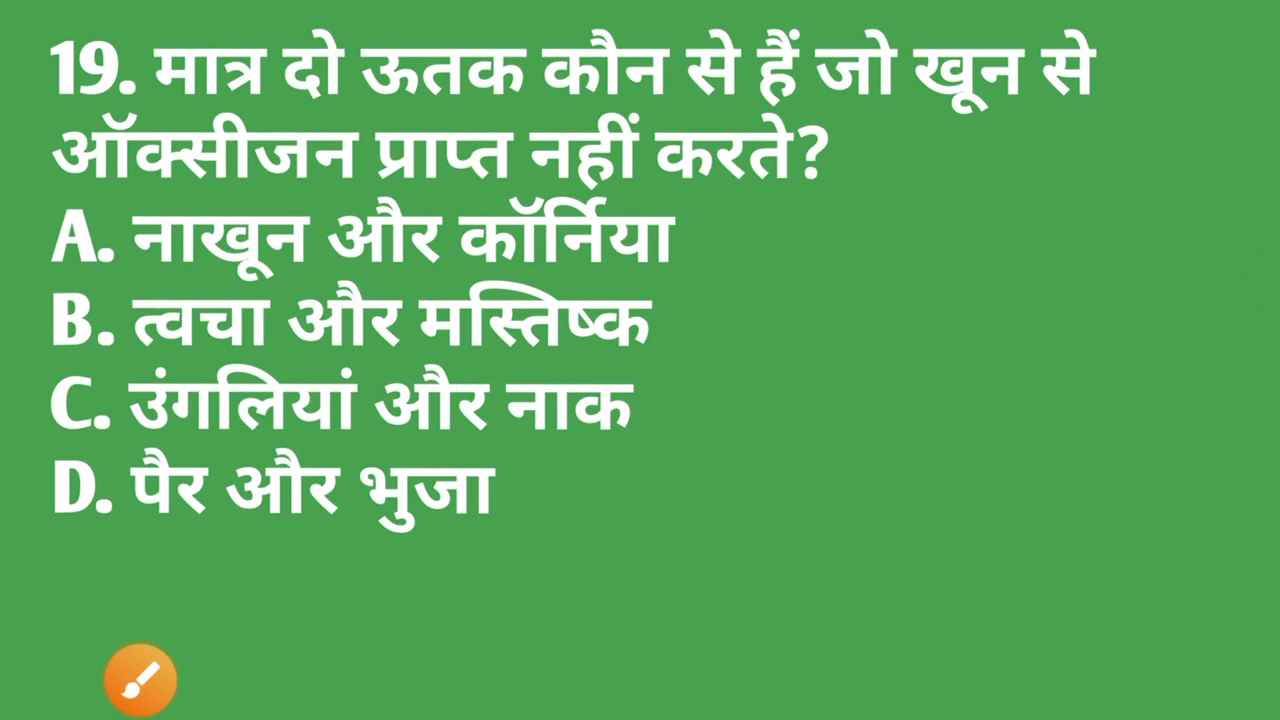 19. मात्र दो ऊतक कौन से हैं जो खून से
ऑक्सीजन प्राप्त नहीं करते?
A. नाखून और कॉर्निया
B. त्वचा और मस्तिष्क
C. उंगलियां और नाक
D. पैर और भुजा